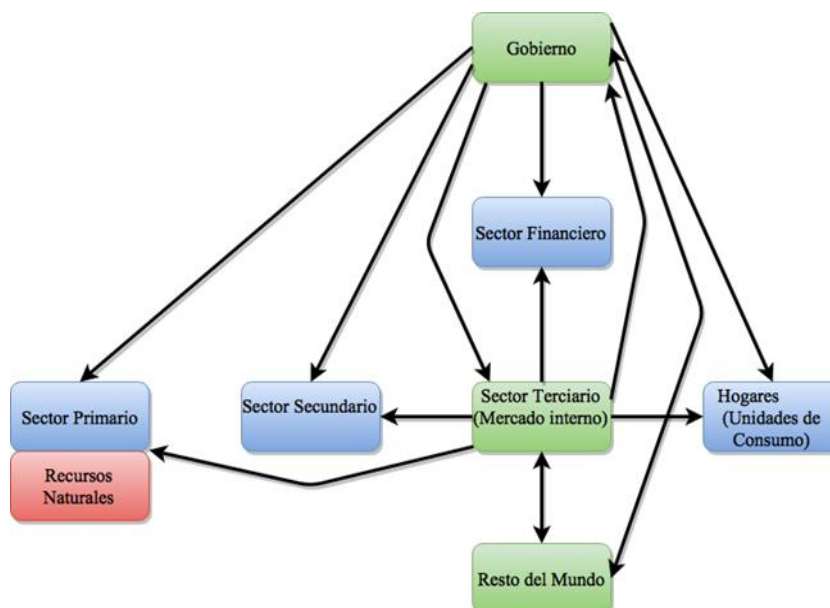 Gobierno
Sector Financiero
Sector Primario
Sector Secundario
Sector Terciario
(Mercado interno)
Hogares
(Unidades de
Consumo)
Recursos
Naturales
Resto del Mundo